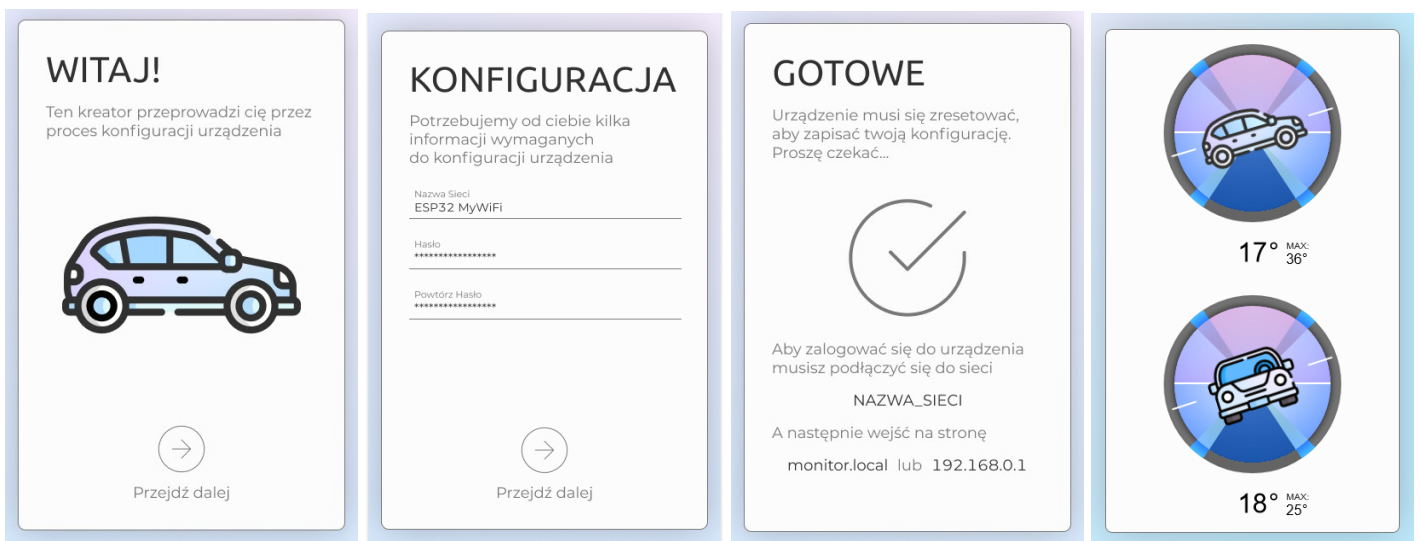 WITAJ!
Ten kreator przeprowadzi cię przez
proces konfiguracji urządzenia
Przejdź dalej
KONFIGURACJA
Potrzebujemy od ciebie kilka
informacji wymaganych
do konfiguracji urządzenia
Nazwa Sieci
ESP32 MyWiFi
Hasło
*****************
Powtórz Hasło
*****************
Przejdź dalej
GOTOWE
Urządzenie musi się zresetować,
aby zapisać twoją konfigurację.
Proszę czekać...
Aby zalogować się do urządzenia
musisz podłączyć się do sieci
NAZWA_SIECI
A następnie wejść na stronę
monitor.local lub 192.168.0.1
17° MAX:
36°
18° MAX:
25°